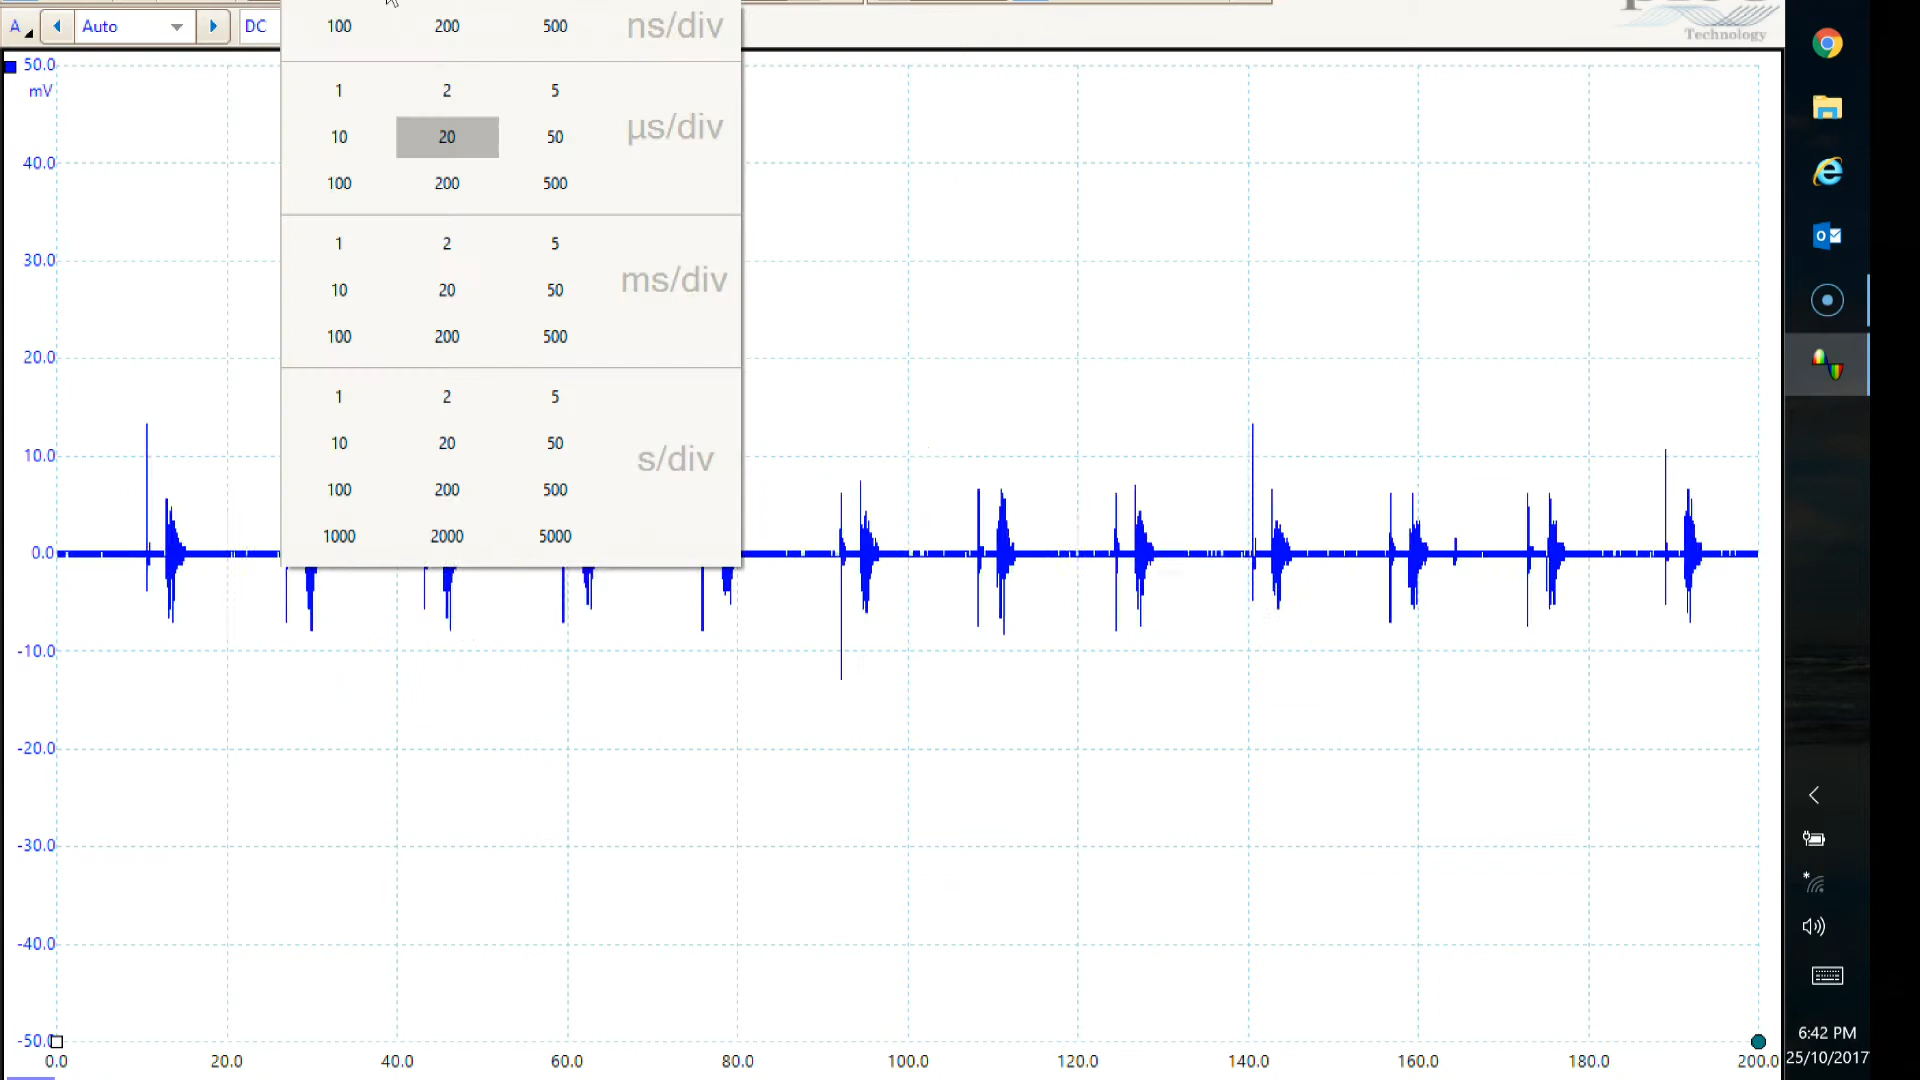 Technology
A Auto DC
100 200 500 ns/div
1 2 5
10 20 50 µs/div
100 200 500
1 2 5
10 20 50 ms/div
100 200 500
1 2 5
10 20 50 s/div
100 200 500
1000 2000 5000
50.0
mV
40.0
30.0
20.0
10.0
0.0
-10.0
-20.0
-30.0
-40.0
-50.0
0.0 20.0 40.0 60.0 80.0 100.0 120.0 140.0 160.0 180.0 200.0
6:42 PM
25/10/2017